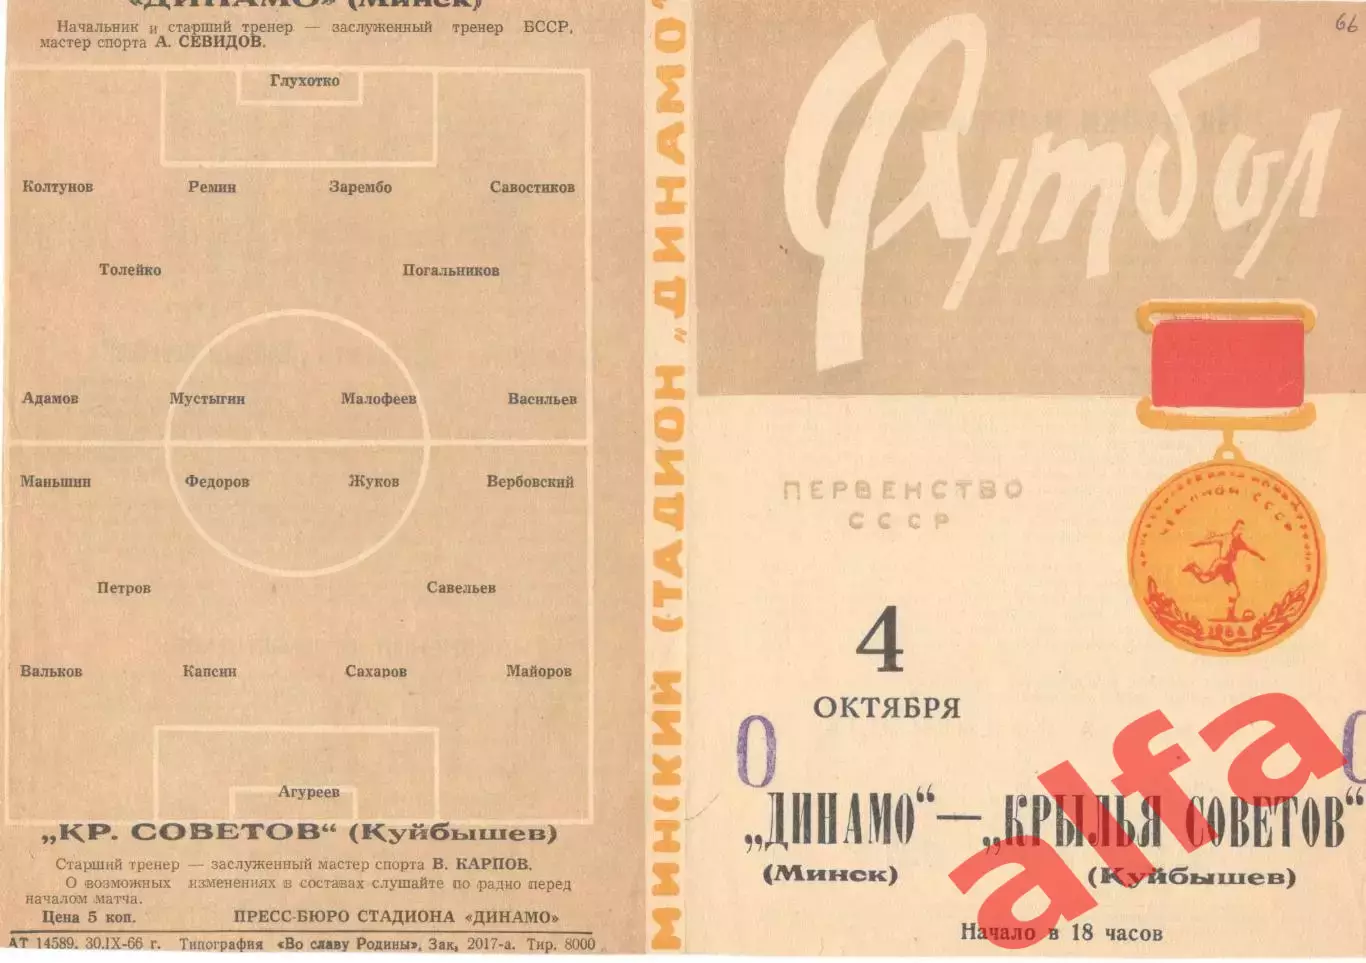 „ДИНАМО“ (Минск)
Начальник и старший тренер — заслуженный тренер БССР,
мастер спорта А. СЕВИДОВ.
Глухотко
Колтунов Ремин Зарембо Савостиков
Толейко Погальников
Адамов Мустыгин Малофеев Васильев
Маньшин Федоров Жуков Вербовский
Петров Савельев
Вальков Капсин Сахаров Майоров
Агуреев
„КР. СОВЕТОВ“ (Куйбышев)
Старший тренер — заслуженный мастер спорта В. КАРПОВ.
О возможных изменениях в составах слушайте по радио перед
началом матча.
Цена 5 коп. ПРЕСС-БЮРО СТАДИОНА «ДИНАМО»
АТ 14589. 30.IX-66 г. Типография «Во славу Родины», Зак, 2017-а. Тир. 8000
МИНСКИЙ СТАДИОН „ДИНАМО“
66
Футбол
ПЕРВЕНСТВО
СССР
ЧЕМПИОН СССР
1966
4
ОКТЯБРЯ
0 0
„ДИНАМО“ — „КРЫЛЬЯ СОВЕТОВ“
(Минск) (Куйбышев)
Начало в 18 часов
alfa